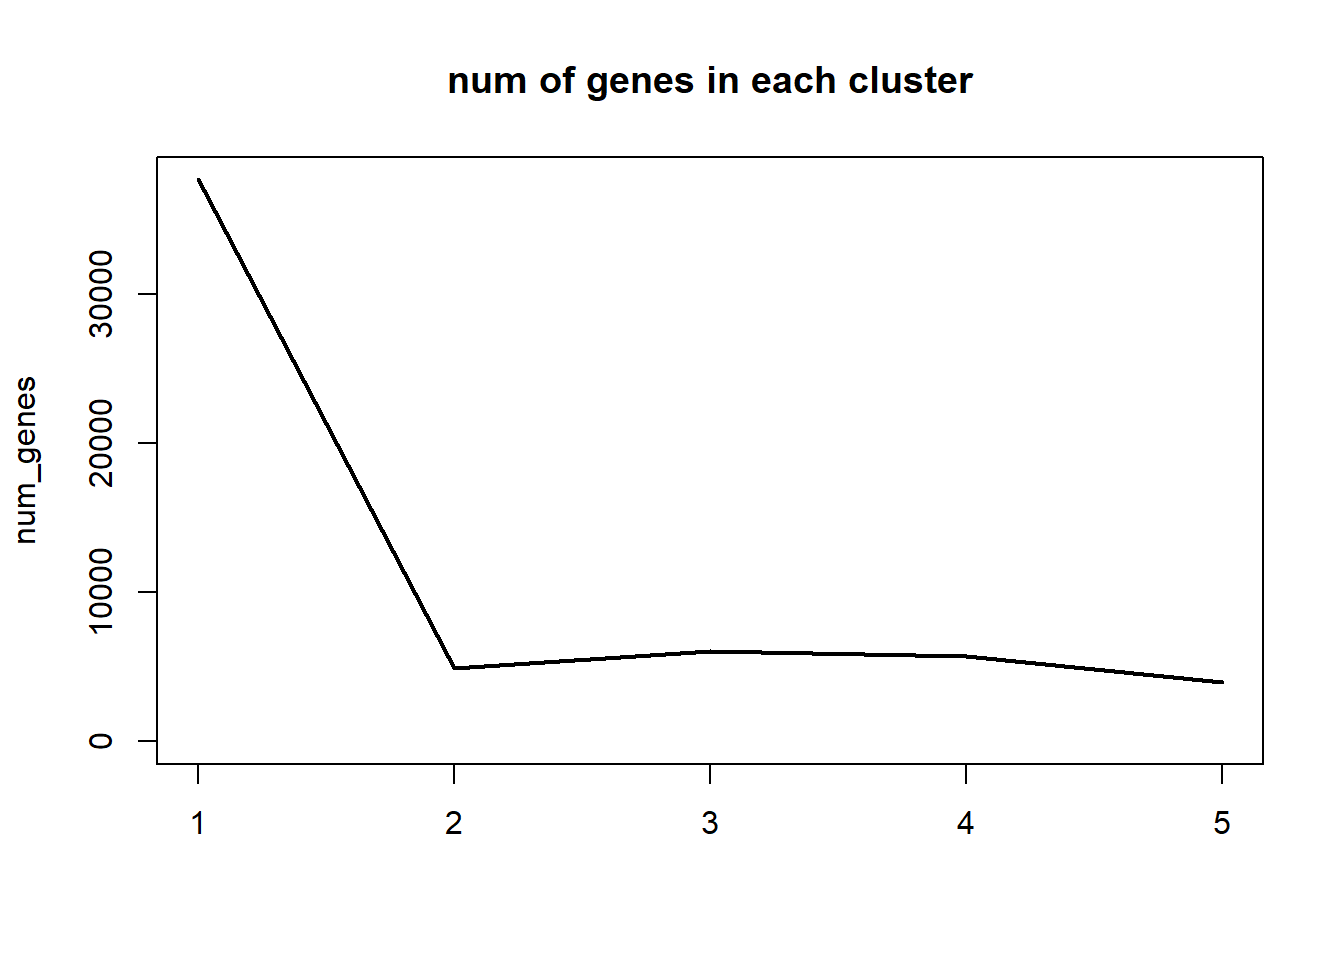 num of genes in each cluster
num_genes
30000
20000
10000
0
1 2 3 4 5